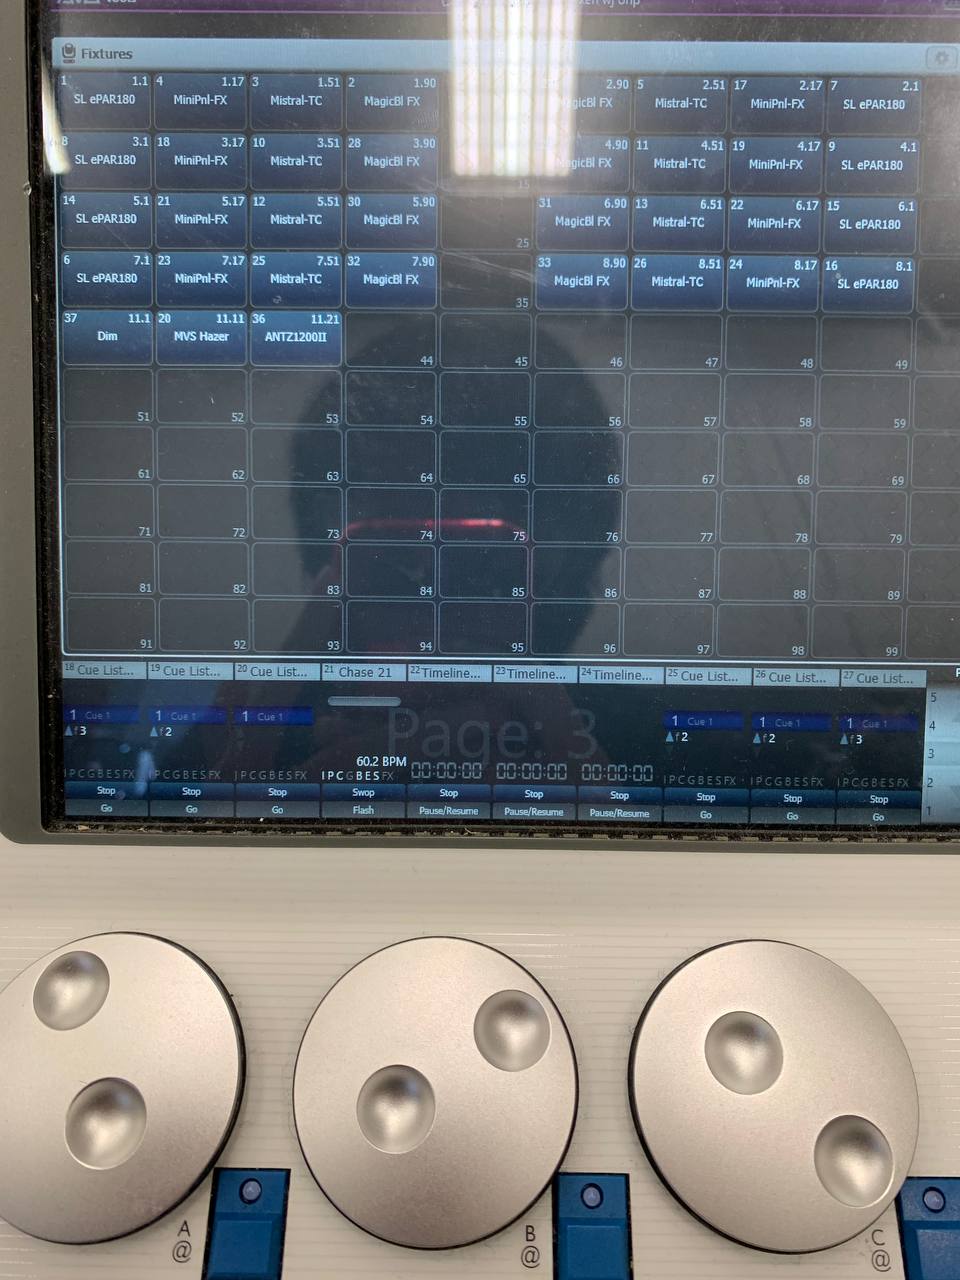 Fixtures
1 1.1 4 1.17 3 1.51 2 1.90 2.90 5 2.51 17 2.17 7 2.1
SL ePAR180 MiniPnl-FX Mistral-TC MagicBl FX FX Mistral-TC MiniPnl-FX SL ePAR180
8 3.1 18 3.17 10 3.51 28 3.90 4.90 11 4.51 19 4.17 9 4.1
SL ePAR180 MiniPnl-FX Mistral-TC MagicBl FX FX Mistral-TC MiniPnl-FX SL ePAR180
15
14 5.1 21 5.17 12 5.51 30 5.90 31 6.90 13 6.51 22 6.17 15 6.1
SL ePAR180 MiniPnl-FX Mistral-TC MagicBl FX MagicBl FX Mistral-TC MiniPnl-FX SL ePAR180
25
6 7.1 23 7.17 25 7.51 32 7.90 33 8.90 26 8.51 24 8.17 16 8.1
SL ePAR180 MiniPnl-FX Mistral-TC MagicBl FX MagicBl FX Mistral-TC MiniPnl-FX SL ePAR180
35
37 11.1 20 11.11 36 11.21
Dim MVS Hazer ANTZ1200II
44 45 46 47 48 49
51 52 53 54 55 56 57 58 59
61 62 63 64 65 66 67 68 69
71 72 73 74 75 76 77 78 79
81 82 83 84 85 86 87 88 89
91 92 93 94 95 96 97 98 99
18 Cue List... 19 Cue List... 20 Cue List... 21 Chase 21 22 Timeline... 23 Timeline... 24 Timeline... 25 Cue List... 26 Cue List... 27 Cue List...
5
1 Cue 1 1 Cue 1 1 Cue 1 1 Cue 1 1 Cue 1 1 Cue 1 4
f 3 f 2 f 2 f 2 f 3
Page: 3
3
60.2 BPM
00:00:00 00:00:00 00:00:00
IPCGBESFX IPCGBESFX IPCGBESFX IPCGBESFX IPCGBESFX IPCGBESFX IPCGBESFX 2
Stop Stop Stop Swop Stop Stop Stop Stop Stop Stop
Go Go Go Flash Pause/Resume Pause/Resume Pause/Resume Go Go Go 1
A B C
@ @ @